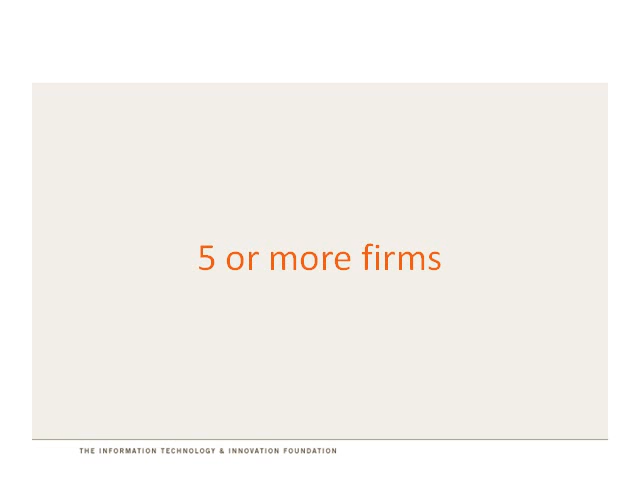 5 or more firms
THE INFORMATION TECHNOLOGY & INNOVATION FOUNDATION